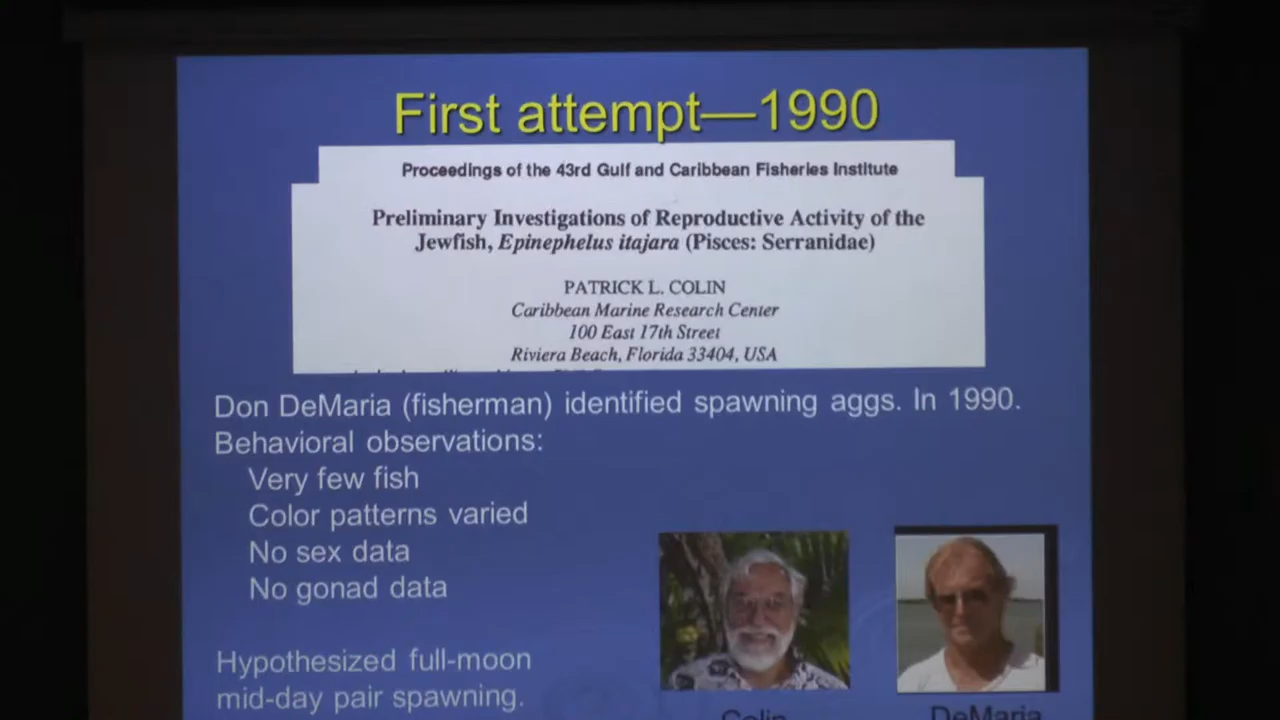 First attempt—1990
Proceedings of the 43rd Gulf and Caribbean Fisheries Institute
Preliminary Investigations of Reproductive Activity of the
Jewfish, Epinephelus itajara (Pisces: Serranidae)
PATRICK L. COLIN
Caribbean Marine Research Center
100 East 17th Street
Riviera Beach, Florida 33404, USA
Don DeMaria (fisherman) identified spawning aggs. In 1990.
Behavioral observations:
Very few fish
Color patterns varied
No sex data
No gonad data
Hypothesized full-moon
mid-day pair spawning.
Colin
DeMaria